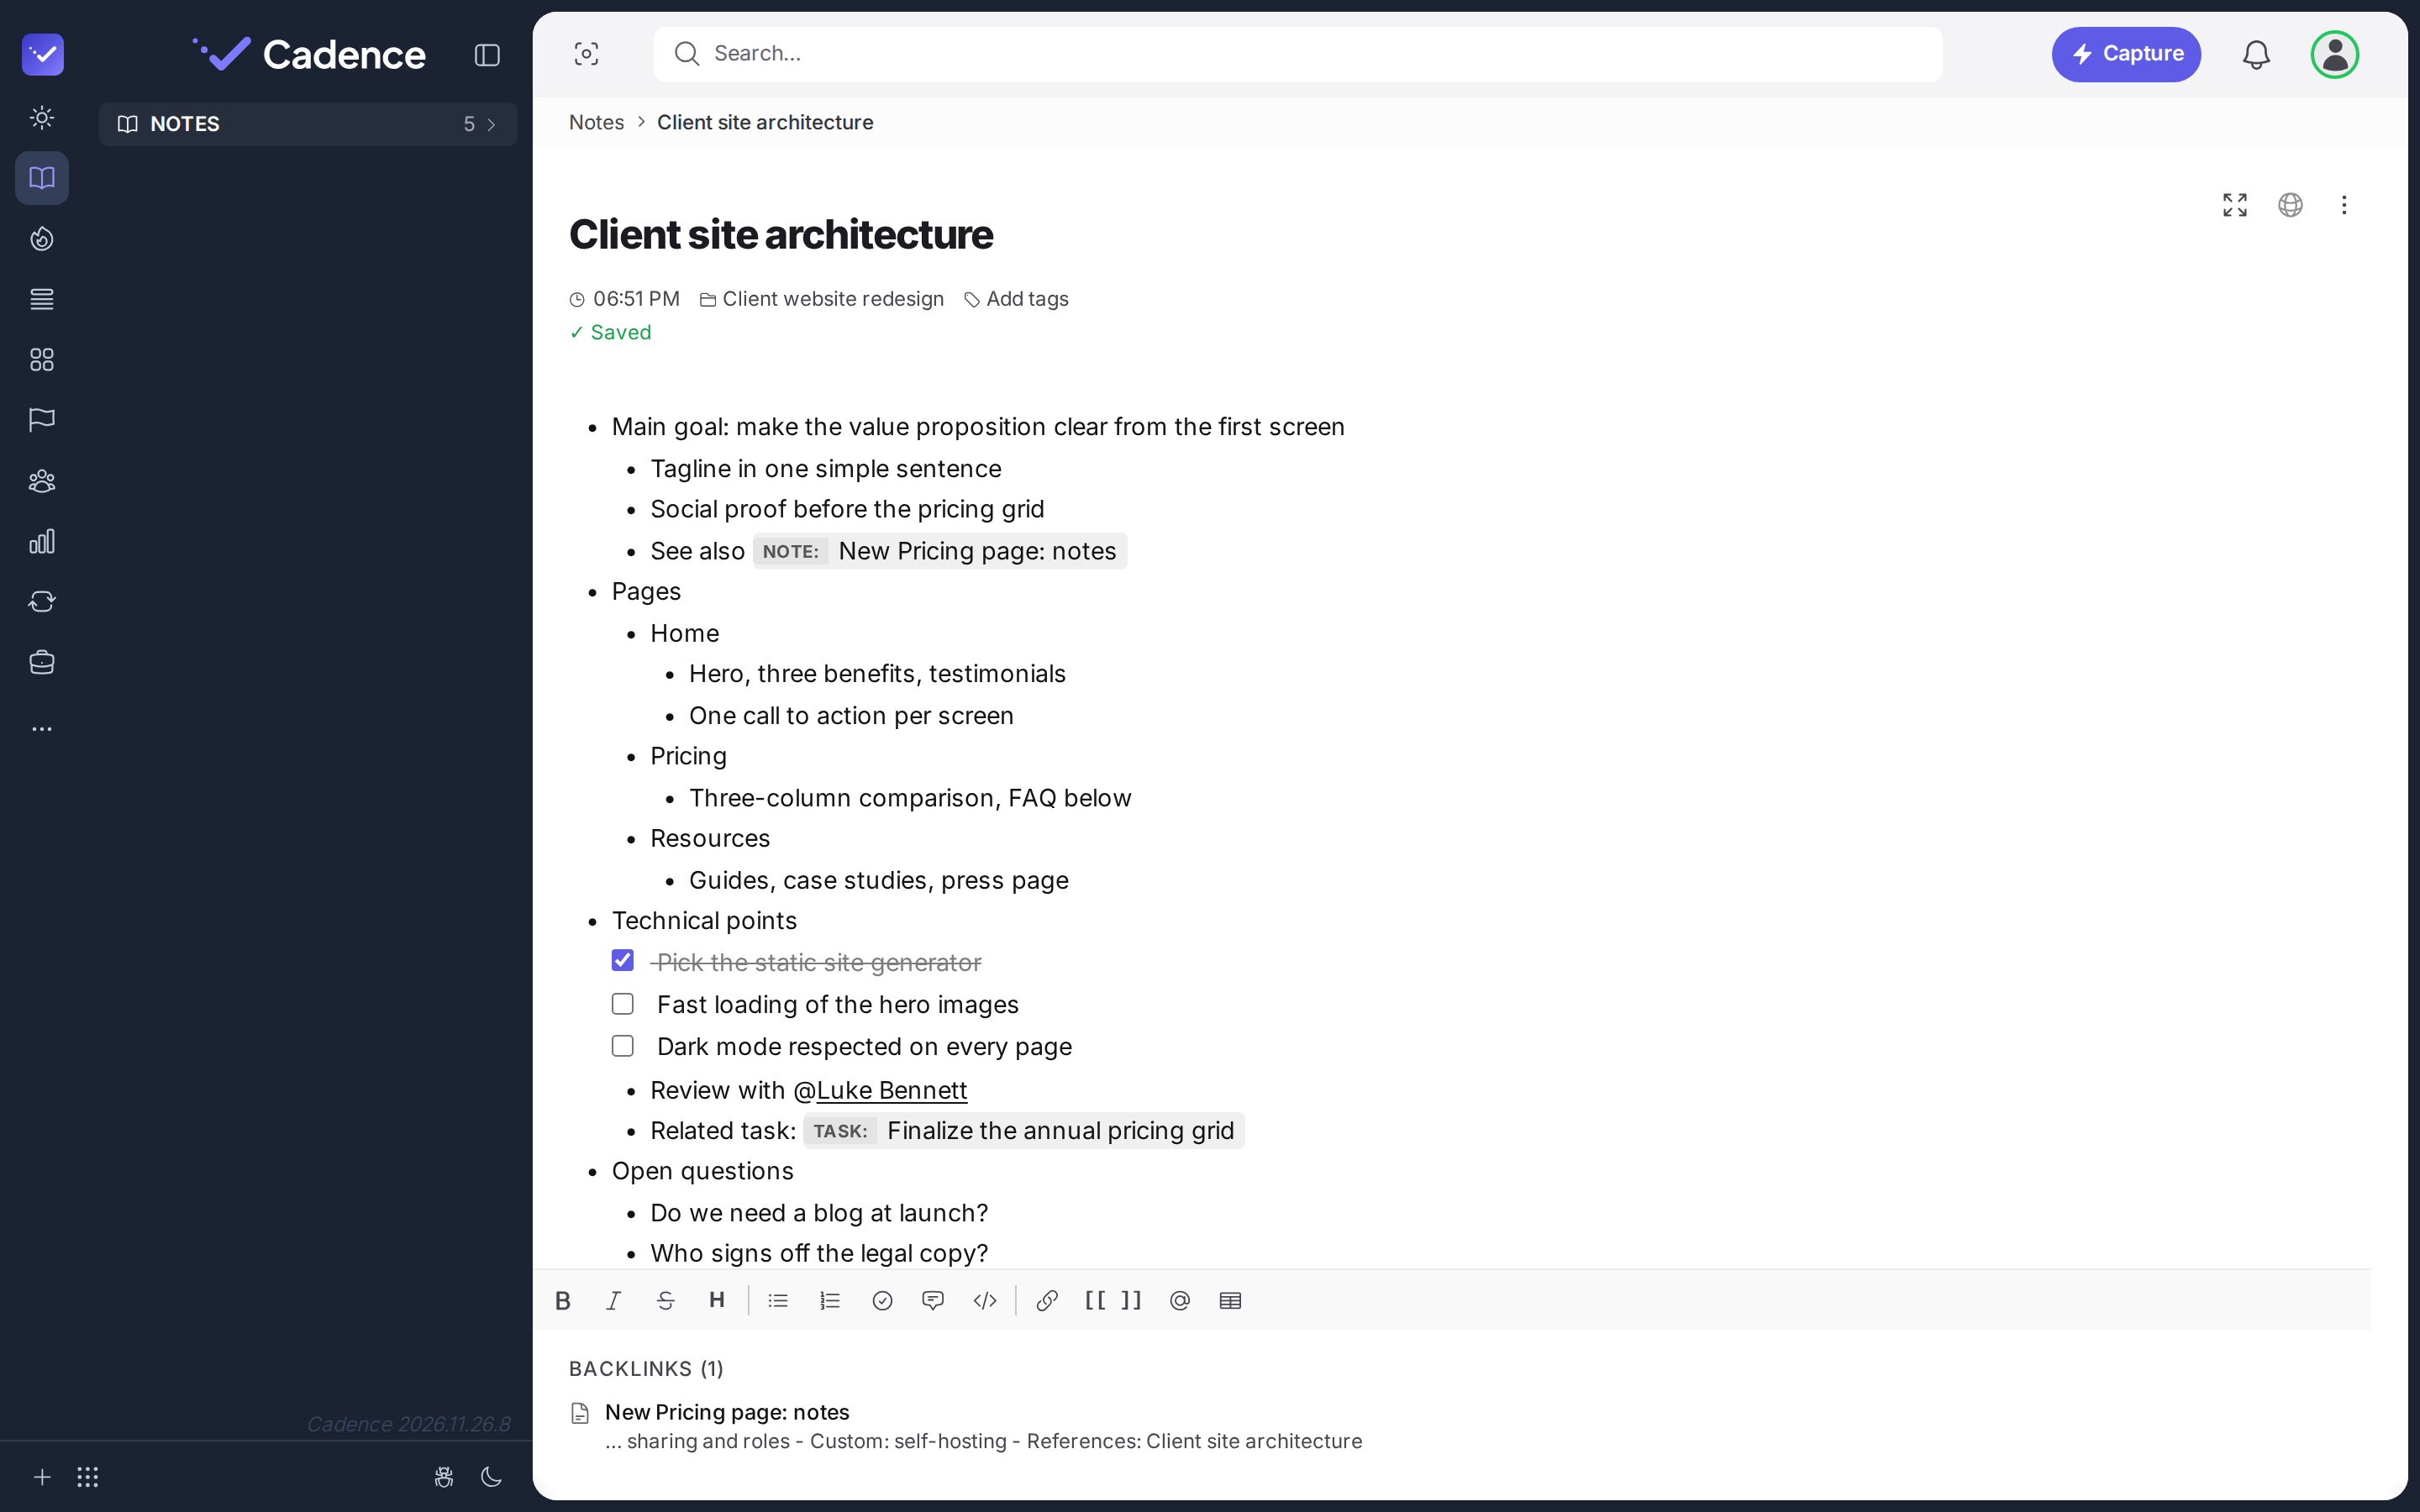 Cadence
NOTES 5
Cadence 2026.11.26.8
Search...
Capture
Notes > Client site architecture
Client site architecture
06:51 PM Client website redesign Add tags
✓ Saved
• Main goal: make the value proposition clear from the first screen
• Tagline in one simple sentence
• Social proof before the pricing grid
• See also NOTE: New Pricing page: notes
• Pages
• Home
• Hero, three benefits, testimonials
• One call to action per screen
• Pricing
• Three-column comparison, FAQ below
• Resources
• Guides, case studies, press page
• Technical points
Pick the static site generator
Fast loading of the hero images
Dark mode respected on every page
• Review with @Luke Bennett
• Related task: TASK: Finalize the annual pricing grid
• Open questions
• Do we need a blog at launch?
• Who signs off the legal copy?
B I S H </> [[ ]] @
BACKLINKS (1)
New Pricing page: notes
... sharing and roles - Custom: self-hosting - References: Client site architecture